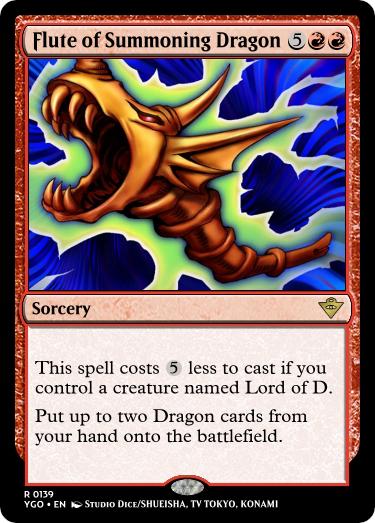 Flute of Summoning Dragon 5
Sorcery
This spell costs 5 less to cast if you
control a creature named Lord of D.
Put up to two Dragon cards from
your hand onto the battlefield.
R 0139
YGO • EN Studio Dice/SHUEISHA, TV TOKYO, KONAMI